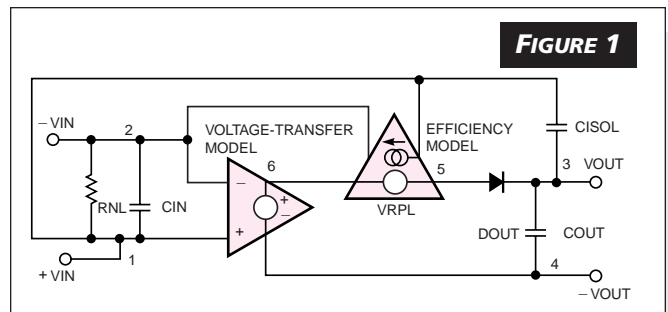 FIGURE 1
− VIN
2
VOLTAGE-TRANSFER
MODEL
6
EFFICIENCY
MODEL
5
VRPL
CISOL
3
VOUT
RNL
CIN
−
+
+
−
DOUT
COUT
1
+ VIN
4
− VOUT